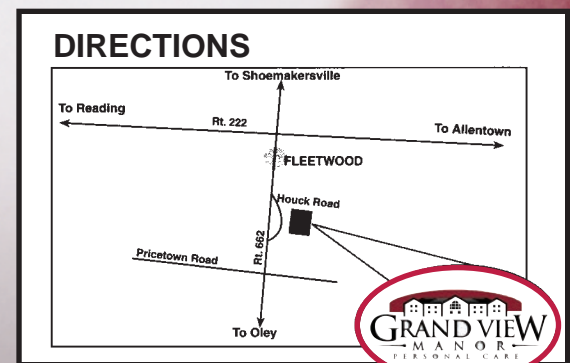 DIRECTIONS
To Shoemakersville
To Reading
Rt. 222
To Allentown
FLEETWOOD
Houck Road
Rt. 662
Pricetown Road
To Oley
GRAND VIEW
MANOR
PERSONAL CARE